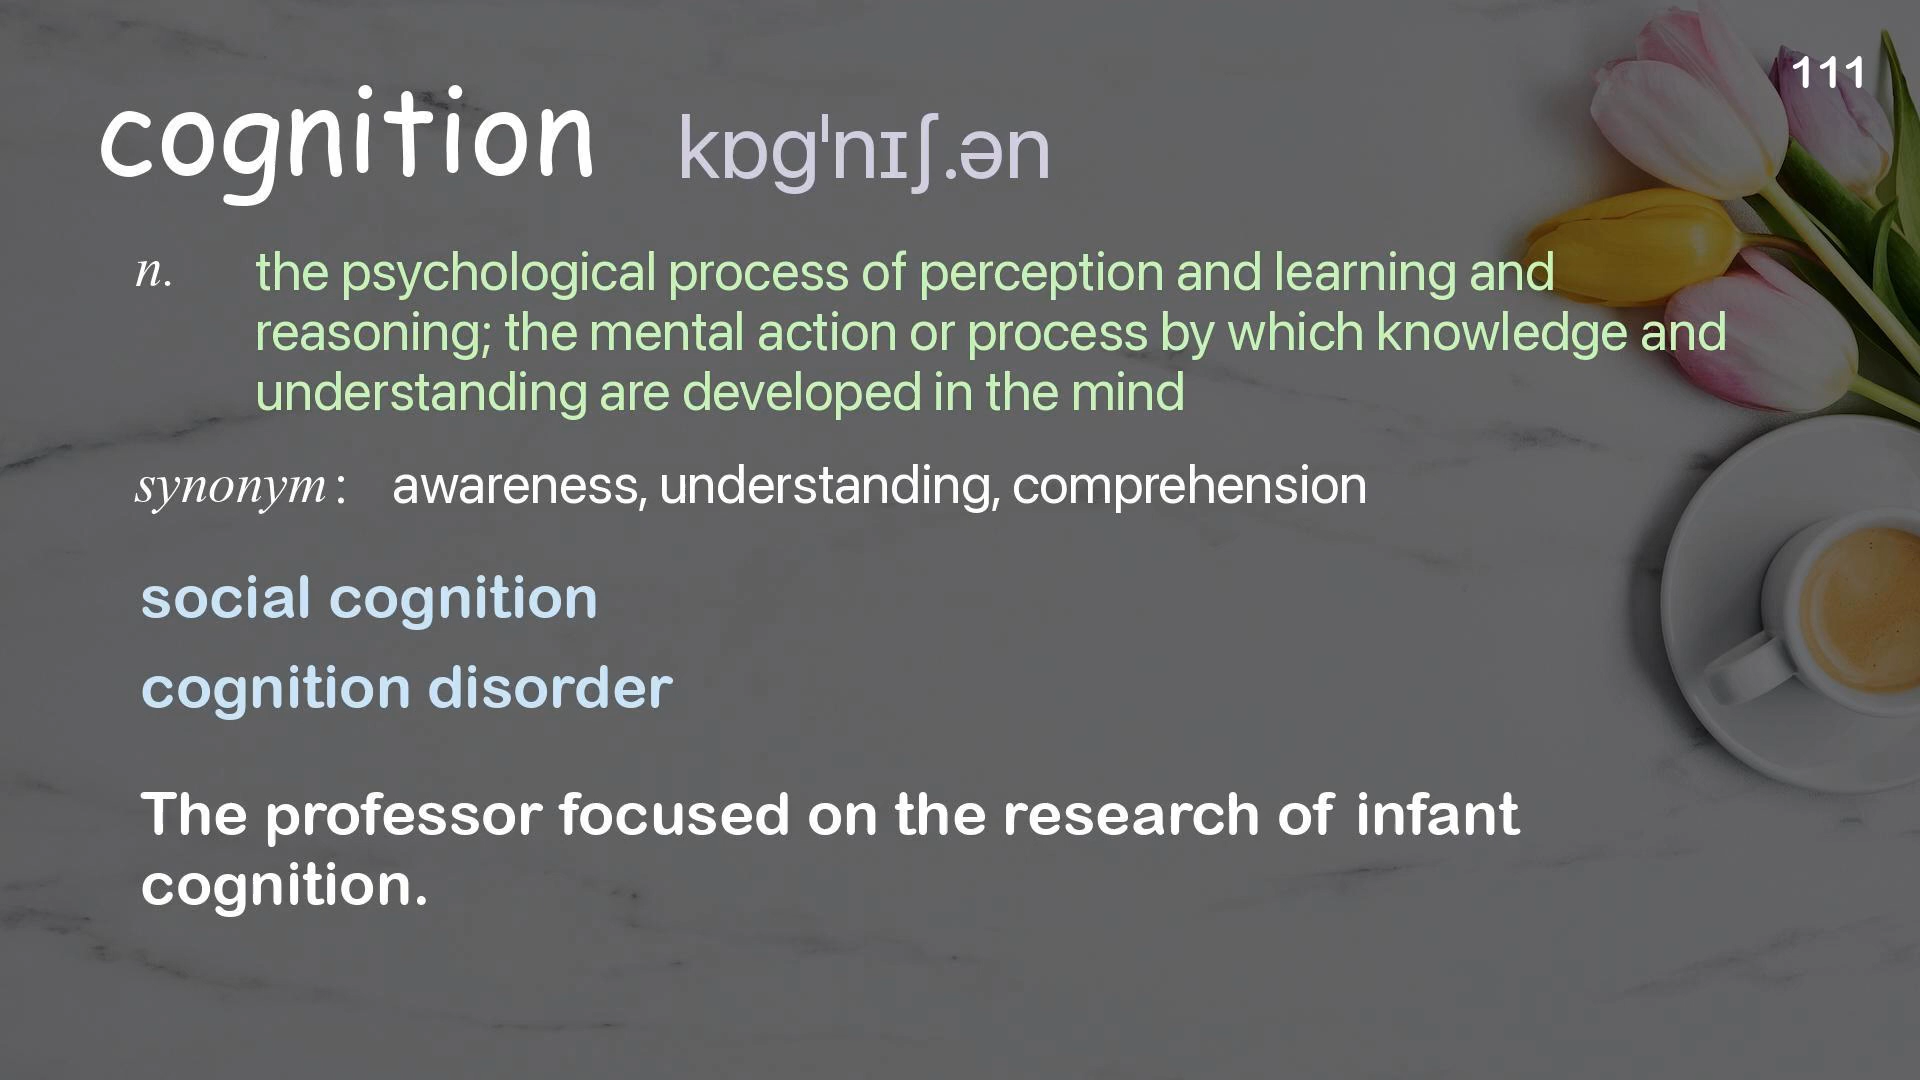 111
cognition kɒgˈnɪʃ.ən
n. the psychological process of perception and learning and
reasoning; the mental action or process by which knowledge and
understanding are developed in the mind
synonym: awareness, understanding, comprehension
social cognition
cognition disorder
The professor focused on the research of infant
cognition.